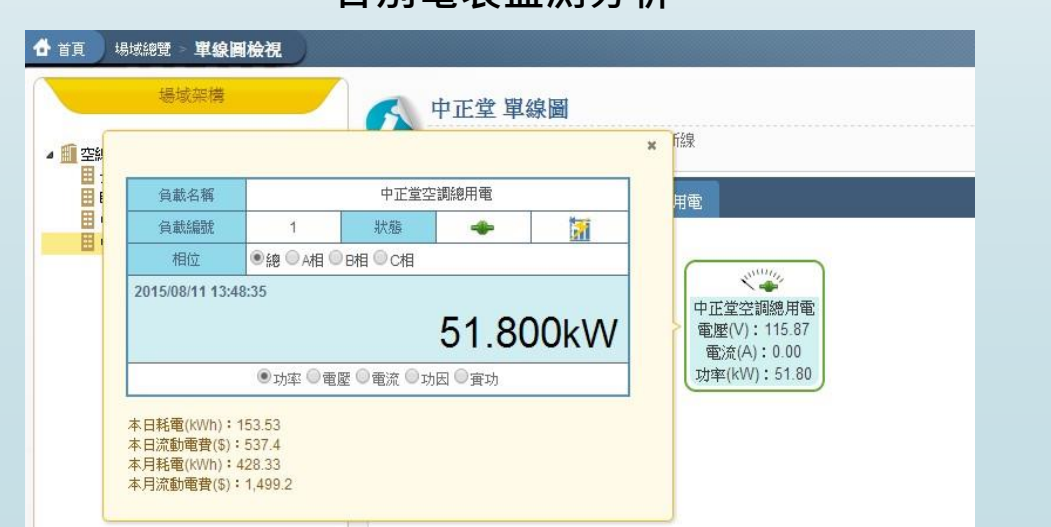 首頁 場域總覽 > 單線圖檢視
場域架構
中正堂 單線圖
空
負載名稱 中正堂空調總用電
負載編號 1 狀態
相位 總 A相 B相 C相
2015/08/11 13:48:35
51.800kW
功率 電壓 電流 功因 實功
本日耗電(kWh)：153.53
本日流動電費($)：537.4
本月耗電(kWh)：428.33
本月流動電費($)：1,499.2
線
用電
中正堂空調總用電
電壓(V)：115.87
電流(A)：0.00
功率(kW)：51.80